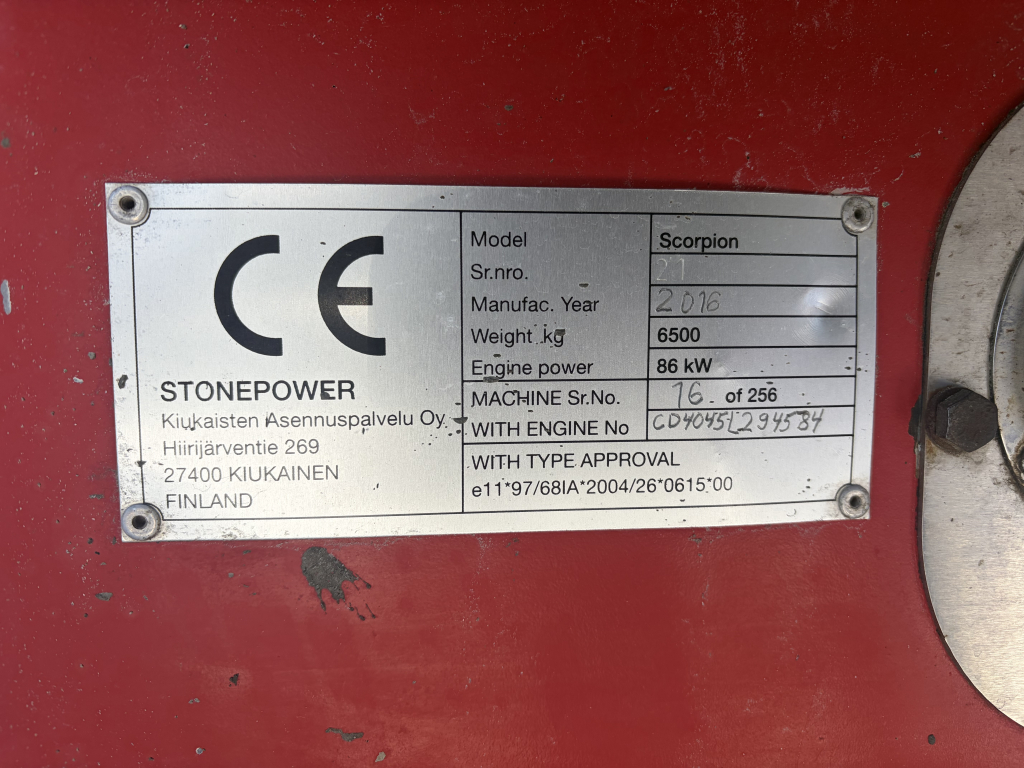 CE
STONEPOWER
Kiukaisten Asennuspalvelu Oy
Hiirijärventie 269
27400 KIUKAINEN
FINLAND
Model Scorpion
Sr.nro. 21
Manufac. Year 2016
Weight kg 6500
Engine power 86 kW
MACHINE Sr.No. 16 of 256
WITH ENGINE No CD4045L294584
WITH TYPE APPROVAL
e11*97/68IA*2004/26*0615*00